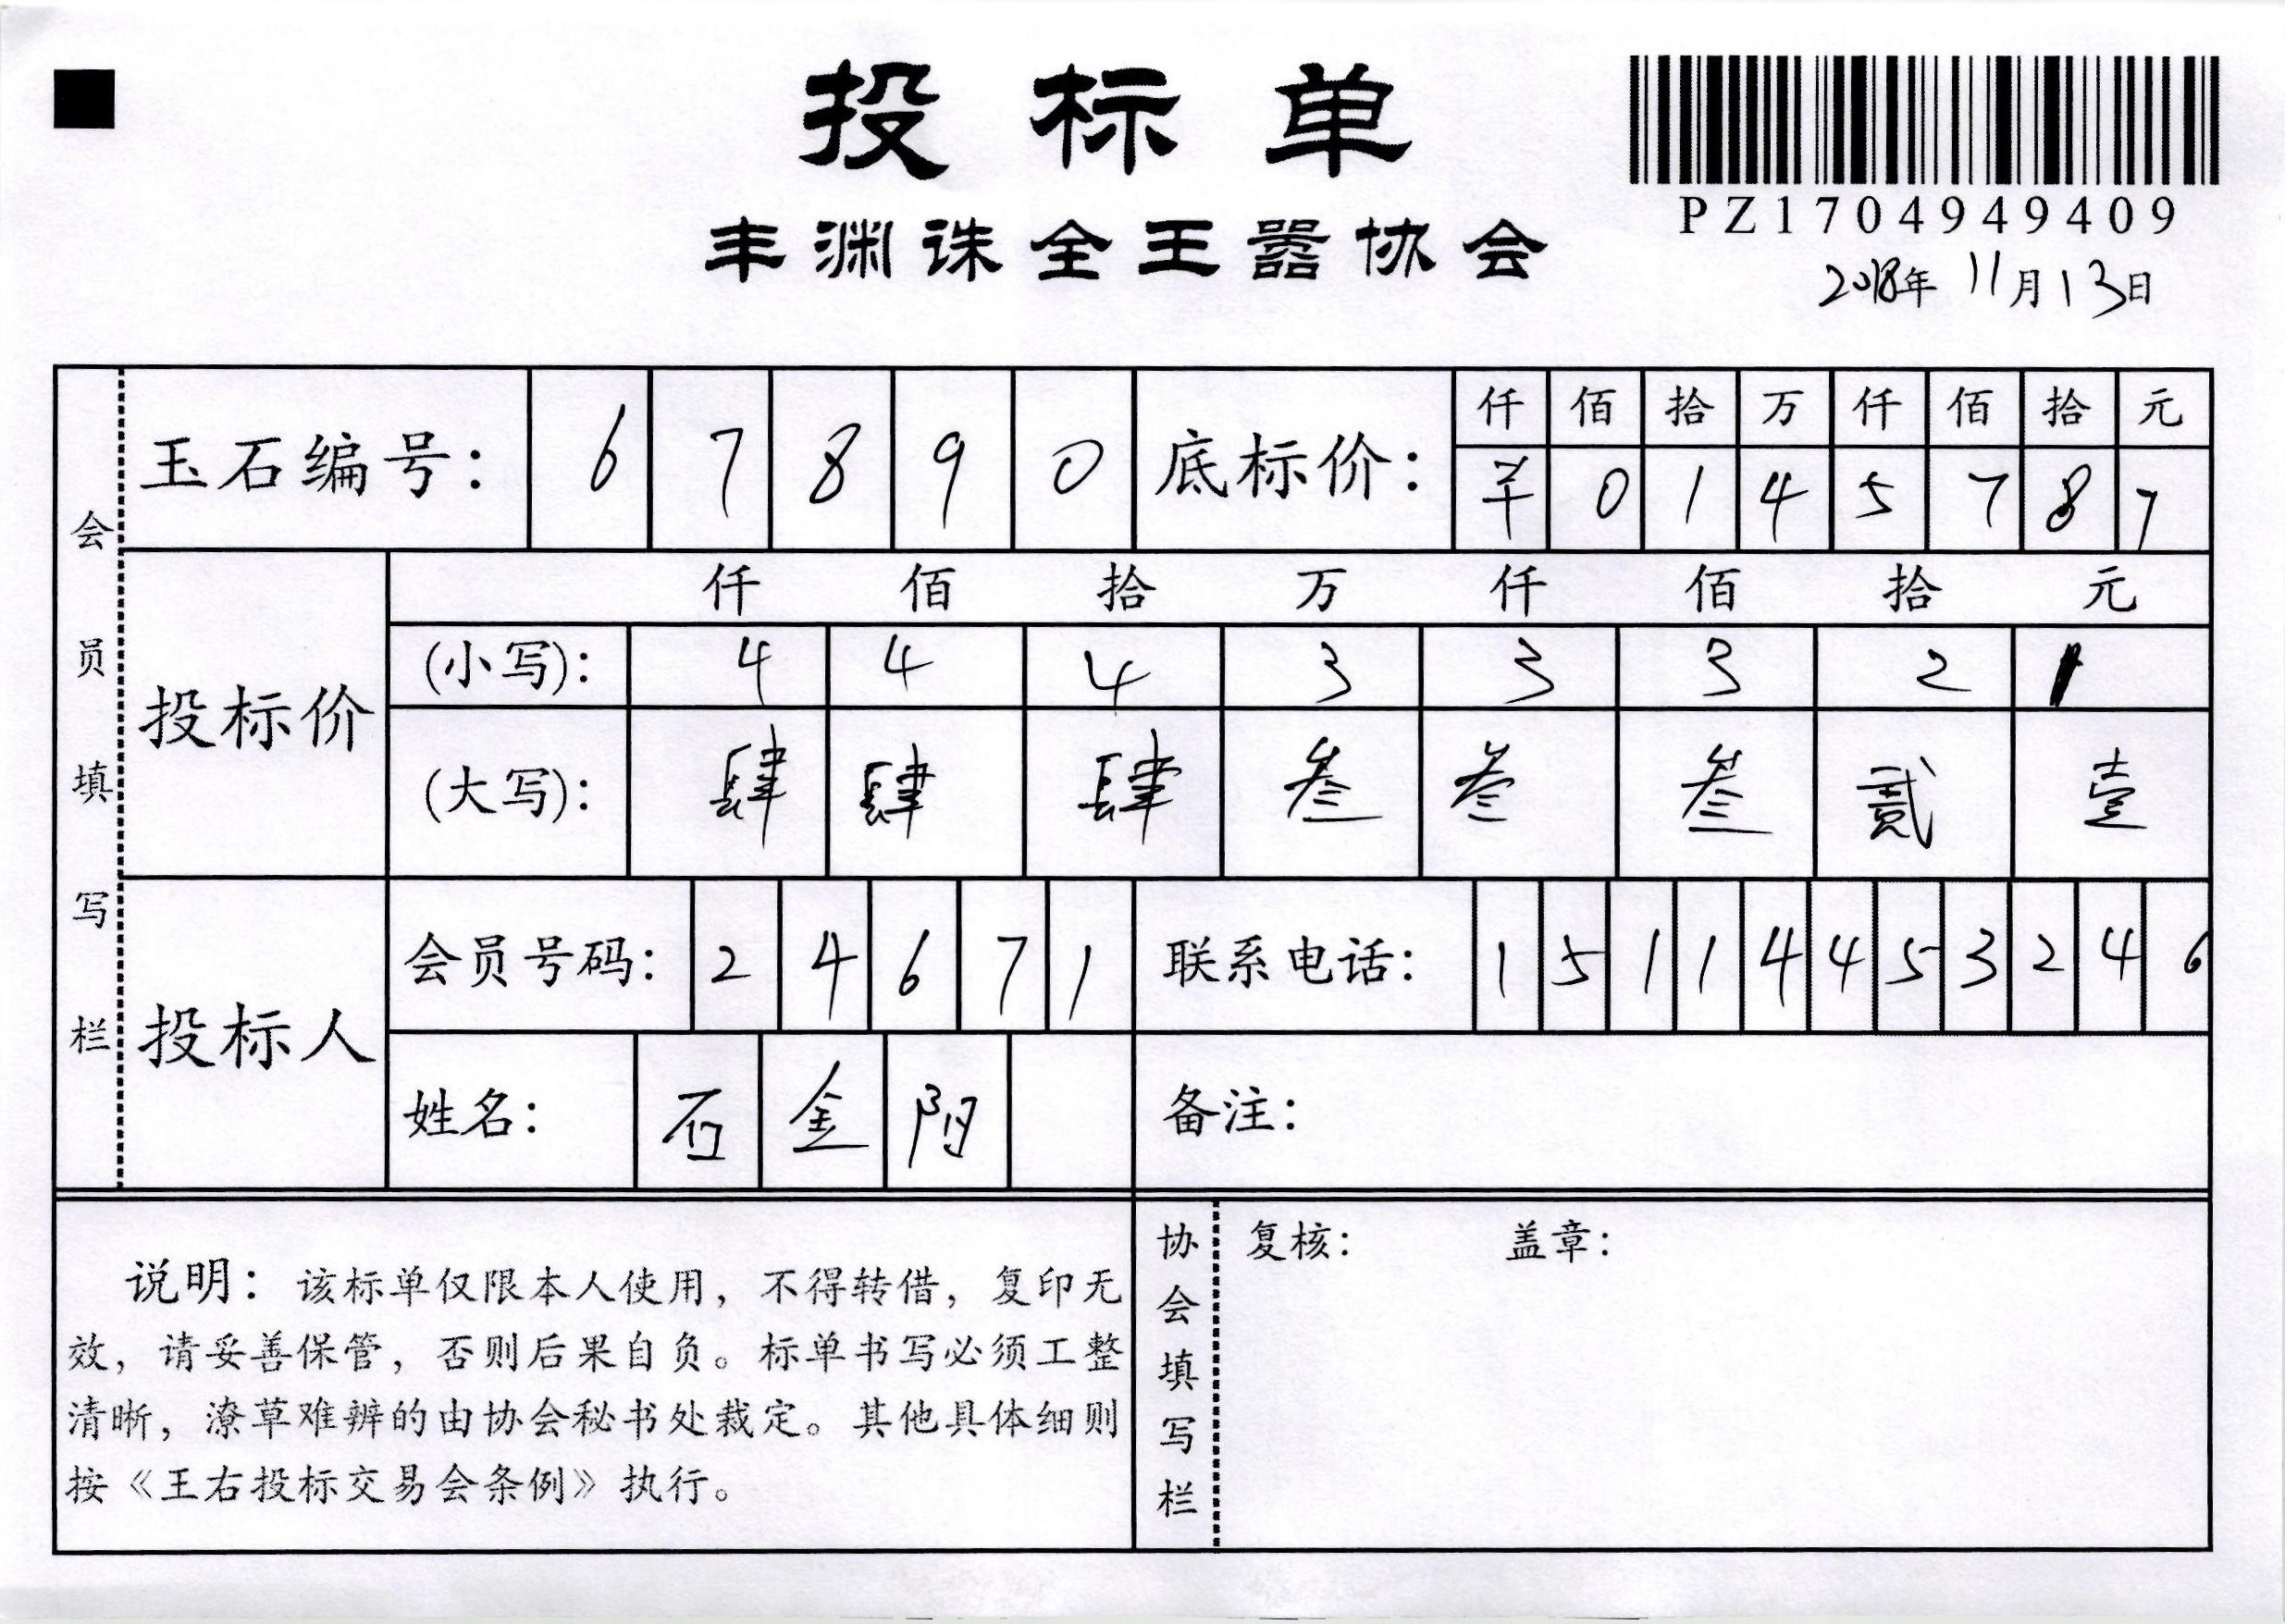 投标单
PZ1704949409
丰渊诛全王嚣协会
2018年 11月13日
会员填写栏
玉石编号: 6 7 8 9 0
底标价: 仟 佰 拾 万 仟 佰 拾 元
羊 0 1 4 5 7 8 7
投标价
仟 佰 拾 万 仟 佰 拾 元
(小写): 4 4 4 3 3 3 2 1
(大写): 肆 肆 肆 叁 叁 叁 贰 壹
投标人
会员号码: 2 4 6 7 1
联系电话: 1 5 1 1 4 4 5 3 2 4 6
姓名: 石 金 阳
备注:
说明: 该标单仅限本人使用, 不得转借, 复印无
效, 请妥善保管, 否则后果自负。标单书写必须工整
清晰, 潦草难辨的由协会秘书处裁定。其他具体细则
按《王右投标交易会条例》执行。
协会填写栏
复核: 盖章: